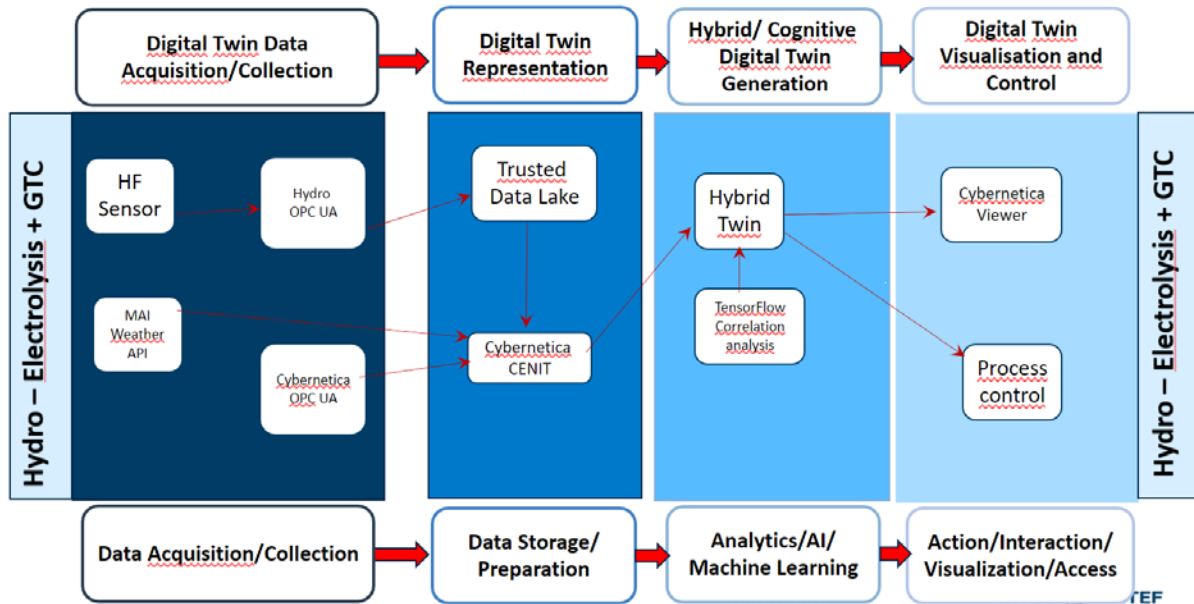 Digital Twin Data
Acquisition/Collection
Digital Twin
Representation
Hybrid/ Cognitive
Digital Twin
Generation
Digital Twin
Visualisation and
Control
Hydro – Electrolysis + GTC
HF
Sensor
Hydro
OPC UA
MAI
Weather
API
Cybernetica
OPC UA
Trusted
Data Lake
Cybernetica
CENIT
Hybrid
Twin
TensorFlow
Correlation
analysis
Cybernetica
Viewer
Process
control
Hydro – Electrolysis + GTC
Data Acquisition/Collection
Data Storage/
Preparation
Analytics/AI/
Machine Learning
Action/Interaction/
Visualization/Access
TEF